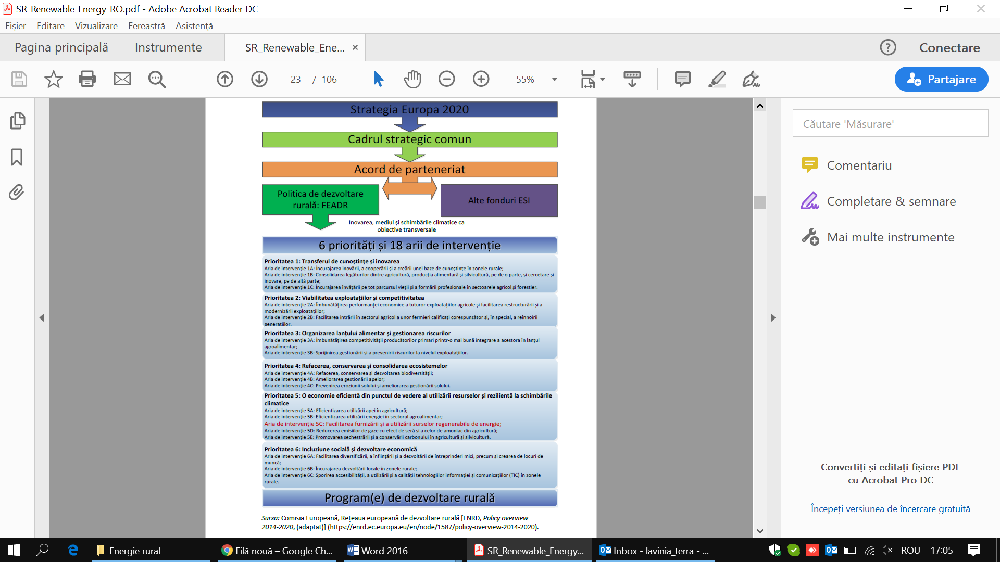 SR_Renewable_Energy_RO.pdf - Adobe Acrobat Reader DC
Fișier Editare Vizualizare Fereastră Asistență
Pagina principală Instrumente SR_Renewable_Ene... × Conectare
23 / 106 55% Partajare
Strategia Europa 2020
Cadrul strategic comun
Acord de parteneriat
Politica de dezvoltare
rurală: FEADR
Alte fonduri ESI
Inovarea, mediul și schimbările climatice ca
obiective transversale
6 priorități și 18 arii de intervenție
Prioritatea 1: Transferul de cunoștințe și inovarea
Aria de intervenție 1A: Încurajarea inovării, a cooperării și a creării unei baze de cunoștințe în zonele rurale;
Aria de intervenție 1B: Consolidarea legăturilor dintre agricultură, producția alimentară și silvicultură, pe de o parte, și cercetare și
inovare, pe de altă parte;
Aria de intervenție 1C: Încurajarea învățării pe tot parcursul vieții și a formării profesionale în sectoarele agricol și forestier.
Prioritatea 2: Viabilitatea exploatațiilor și competitivitatea
Aria de intervenție 2A: Îmbunătățirea performanței economice a tuturor exploatațiilor agricole și facilitarea restructurării și a
modernizării exploatațiilor;
Aria de intervenție 2B: Facilitarea intrării în sectorul agricol a unor fermieri calificați corespunzător și, în special, a reînnoirii
generațiilor.
Prioritatea 3: Organizarea lanțului alimentar și gestionarea riscurilor
Aria de intervenție 3A: Îmbunătățirea competitivității producătorilor primari printr-o mai bună integrare a acestora în lanțul
agroalimentar;
Aria de intervenție 3B: Sprijinirea gestionării și a prevenirii riscurilor la nivelul exploatațiilor.
Prioritatea 4: Refacerea, conservarea și consolidarea ecosistemelor
Aria de intervenție 4A: Refacerea, conservarea și dezvoltarea biodiversității;
Aria de intervenție 4B: Ameliorarea gestionării apelor;
Aria de intervenție 4C: Prevenirea eroziunii solului și ameliorarea gestionării solului.
Prioritatea 5: O economie eficientă din punctul de vedere al utilizării resurselor și rezilientă la schimbările
climatice
Aria de intervenție 5A: Eficientizarea utilizării apei în agricultură;
Aria de intervenție 5B: Eficientizarea utilizării energiei în sectorul agroalimentar;
Aria de intervenție 5C: Facilitarea furnizării și a utilizării surselor regenerabile de energie;
Aria de intervenție 5D: Reducerea emisiilor de gaze cu efect de seră și a celor de amoniac din agricultură;
Aria de intervenție 5E: Promovarea sechestrării și a conservării carbonului în agricultură și silvicultură.
Prioritatea 6: Incluziune socială și dezvoltare economică
Aria de intervenție 6A: Facilitarea diversificării, a înființării și a dezvoltării de întreprinderi mici, precum și crearea de locuri de
muncă;
Aria de intervenție 6B: Încurajarea dezvoltării locale în zonele rurale;
Aria de intervenție 6C: Sporirea accesibilității, a utilizării și a calității tehnologiilor informației și comunicațiilor (TIC) în zonele
rurale.
Program(e) de dezvoltare rurală
Sursa: Comisia Europeană, Rețeaua europeană de dezvoltare rurală [ENRD, Policy overview
2014-2020, (adaptat)] (https://enrd.ec.europa.eu/en/node/1587/policy-overview-2014-2020).
Căutare 'Măsurare'
Comentariu
Completare & semnare
Mai multe instrumente
Convertiți și editați fișiere PDF
cu Acrobat Pro DC
Începeți versiunea de încercare gratuită
Energie rural Filă nouă – Google Ch... Word 2016 SR_Renewable_Energy... Inbox - lavinia_terra - ... ROU 17:05